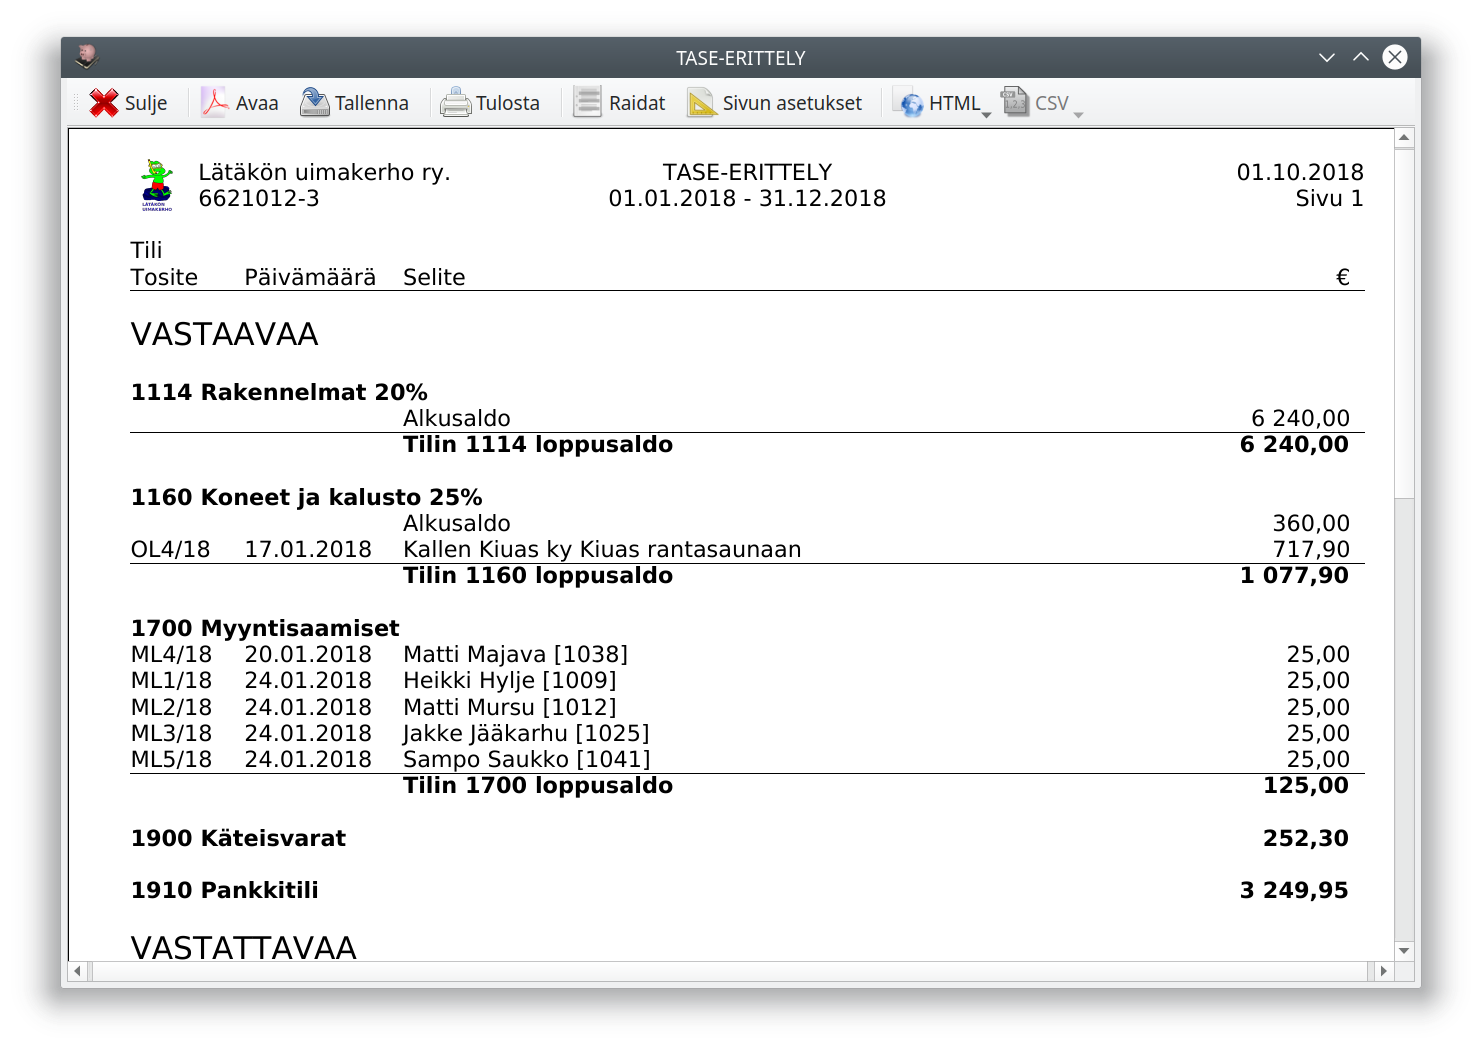 TASE-ERITTELY
Sulje Avaa Tallenna Tulosta Raidat Sivun asetukset HTML CSV
Lätäkön uimakerho ry. TASE-ERITTELY 01.10.2018
6621012-3 01.01.2018 - 31.12.2018 Sivu 1
LÄTÄKÖN
UIMAKERHO
Tili
Tosite Päivämäärä Selite €
VASTAAVAA
1114 Rakennelmat 20%
Alkusaldo 6 240,00
Tilin 1114 loppusaldo 6 240,00
1160 Koneet ja kalusto 25%
Alkusaldo 360,00
OL4/18 17.01.2018 Kallen Kiuas ky Kiuas rantasaunaan 717,90
Tilin 1160 loppusaldo 1 077,90
1700 Myyntisaamiset
ML4/18 20.01.2018 Matti Majava [1038] 25,00
ML1/18 24.01.2018 Heikki Hylje [1009] 25,00
ML2/18 24.01.2018 Matti Mursu [1012] 25,00
ML3/18 24.01.2018 Jakke Jääkarhu [1025] 25,00
ML5/18 24.01.2018 Sampo Saukko [1041] 25,00
Tilin 1700 loppusaldo 125,00
1900 Käteisvarat 252,30
1910 Pankkitili 3 249,95
VASTATTAVAA